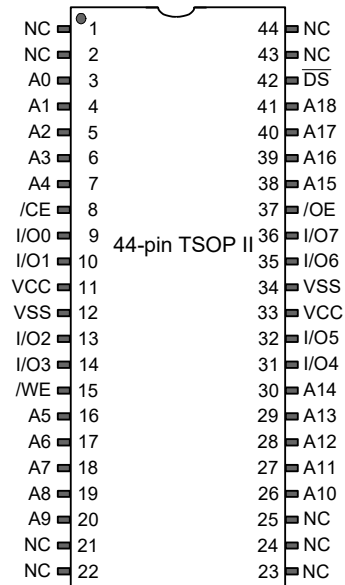 NC 1 44 NC
NC 2 43 NC
A0 3 42 D̅S̅
A1 4 41 A18
A2 5 40 A17
A3 6 39 A16
A4 7 38 A15
/CE 8 37 /OE
I/O0 9 44-pin TSOP II 36 I/O7
I/O1 10 35 I/O6
VCC 11 34 VSS
VSS 12 33 VCC
I/O2 13 32 I/O5
I/O3 14 31 I/O4
/WE 15 30 A14
A5 16 29 A13
A6 17 28 A12
A7 18 27 A11
A8 19 26 A10
A9 20 25 NC
NC 21 24 NC
NC 22 23 NC